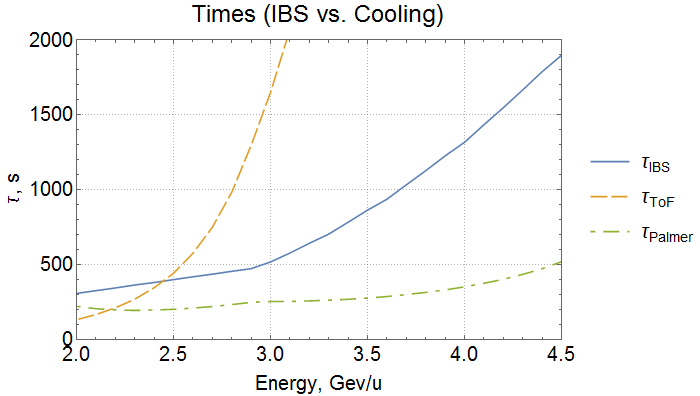 Times (IBS vs. Cooling)
2000
1500
1000
500
0
τ, s
2.0 2.5 3.0 3.5 4.0 4.5
Energy, Gev/u
τIBS
τToF
τPalmer